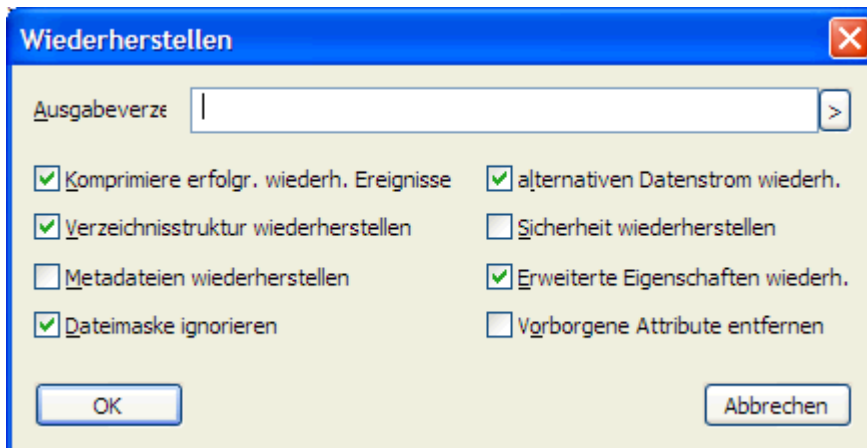 Wiederherstellen
Ausgabeverze
>
Komprimiere erfolgr. wiederh. Ereignisse
alternativen Datenstrom wiederh.
Verzeichnisstruktur wiederherstellen
Sicherheit wiederherstellen
Metadateien wiederherstellen
Erweiterte Eigenschaften wiederh.
Dateimaske ignorieren
Vorborgene Attribute entfernen
OK
Abbrechen